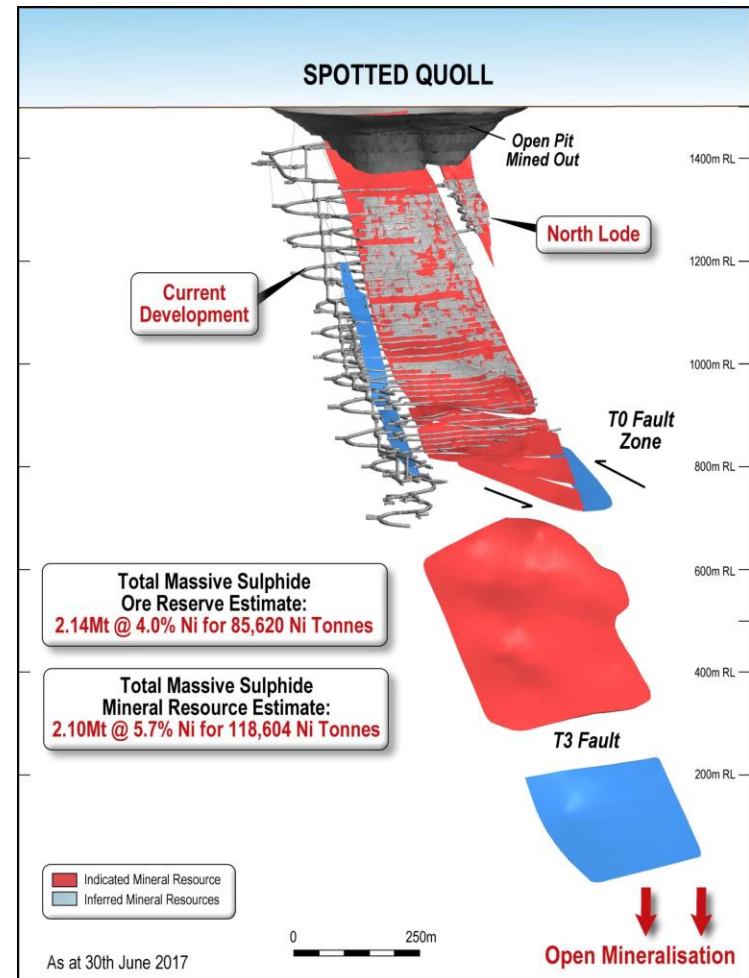 SPOTTED QUOLL
Open Pit
Mined Out
1400m RL
North Lode
1200m RL
Current
Development
1000m RL
T0 Fault
Zone
800m RL
600m RL
Total Massive Sulphide
Ore Reserve Estimate:
2.14Mt @ 4.0% Ni for 85,620 Ni Tonnes
400m RL
Total Massive Sulphide
Mineral Resource Estimate:
2.10Mt @ 5.7% Ni for 118,604 Ni Tonnes
T3 Fault
200m RL
Indicated Mineral Resource
Inferred Mineral Resources
0 250m
As at 30th June 2017
Open Mineralisation